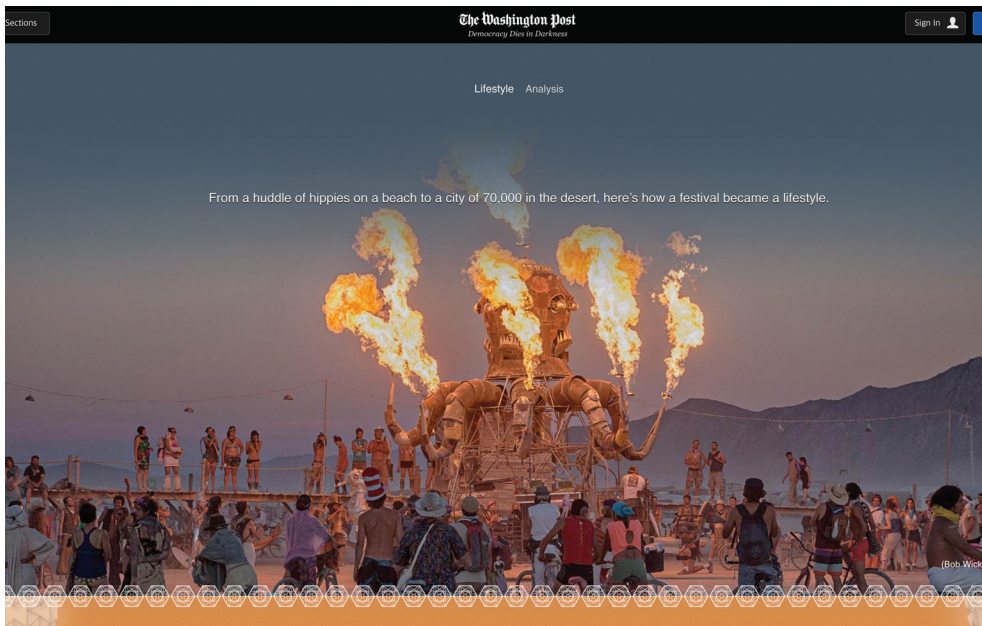 Sections
The Washington Post
Sign In
Democracy Dies in Darkness
Lifestyle Analysis
From a huddle of hippies on a beach to a city of 70,000 in the desert, here's how a festival became a lifestyle.
(Bob Wick